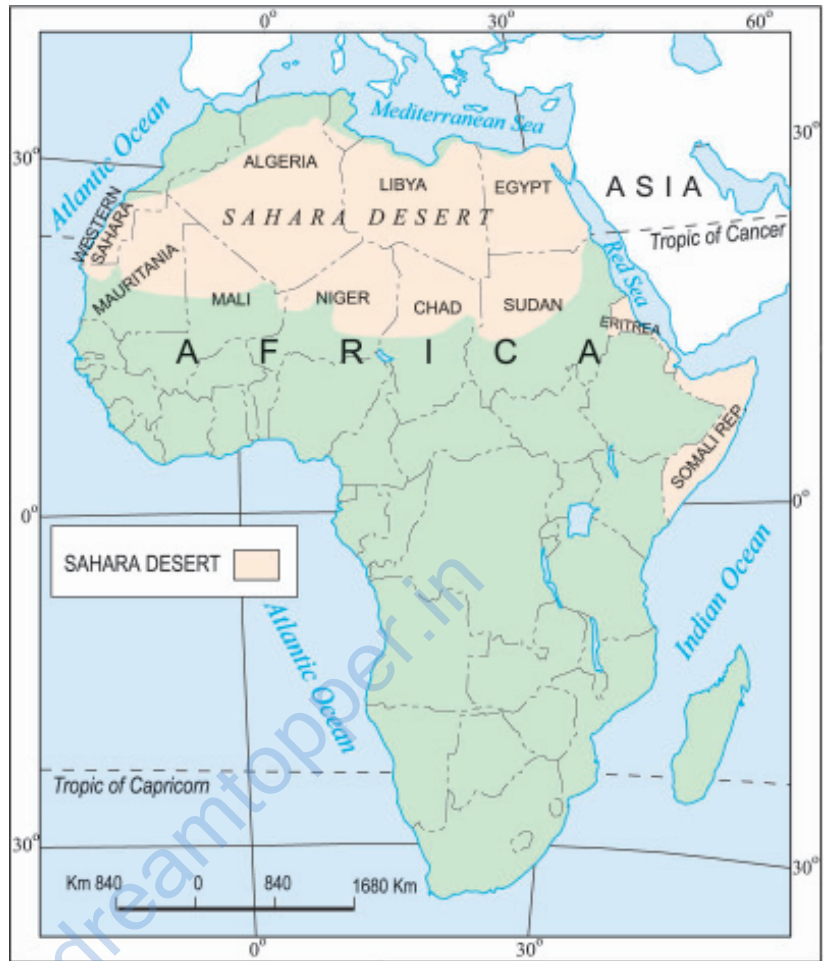 0° 30° 60°
Mediterranean Sea
Atlantic Ocean
30° 30°
ALGERIA
LIBYA
EGYPT
ASIA
WESTERN
SAHARA
SAHARA DESERT
Tropic of Cancer
Red Sea
MAURITANIA
MALI
NIGER
CHAD
SUDAN
ERITREA
AFRICA
SOMALI REP
0° 0°
SAHARA DESERT
Atlantic Ocean
Indian Ocean
Tropic of Capricorn
30° 30°
Km 840 0 840 1680 Km
0° 30°
dreamtopper.in